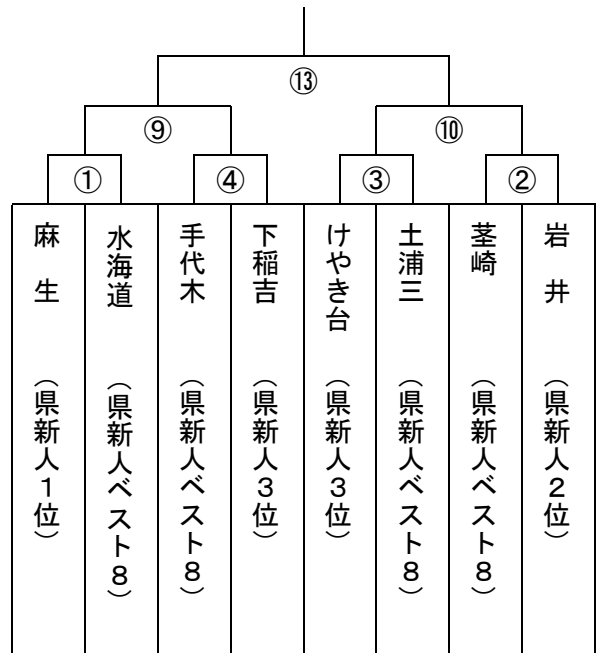 ⑬
⑨
⑩
①
④
③
②
麻生 （県新人１位）
水海道 （県新人ベスト８）
手代木 （県新人ベスト８）
下稲吉 （県新人３位）
けやき台 （県新人３位）
土浦三 （県新人ベスト８）
茎崎 （県新人ベスト８）
岩井 （県新人２位）